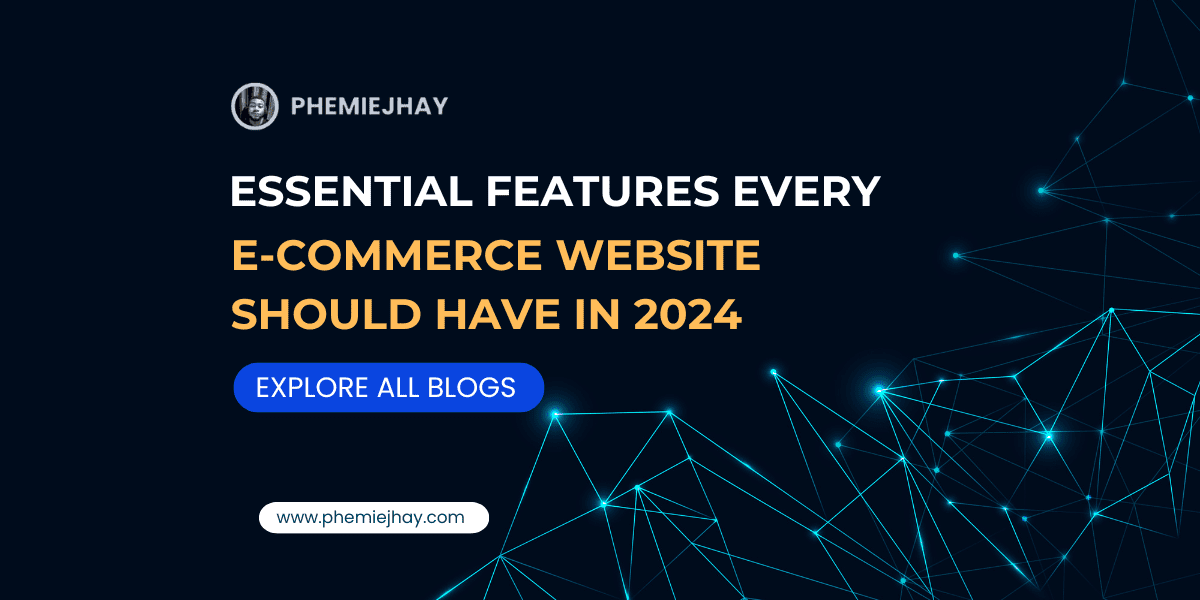 PHEMIEJHAY
ESSENTIAL FEATURES EVERY
E-COMMERCE WEBSITE
SHOULD HAVE IN 2024
EXPLORE ALL BLOGS
www.phemiejhay.com